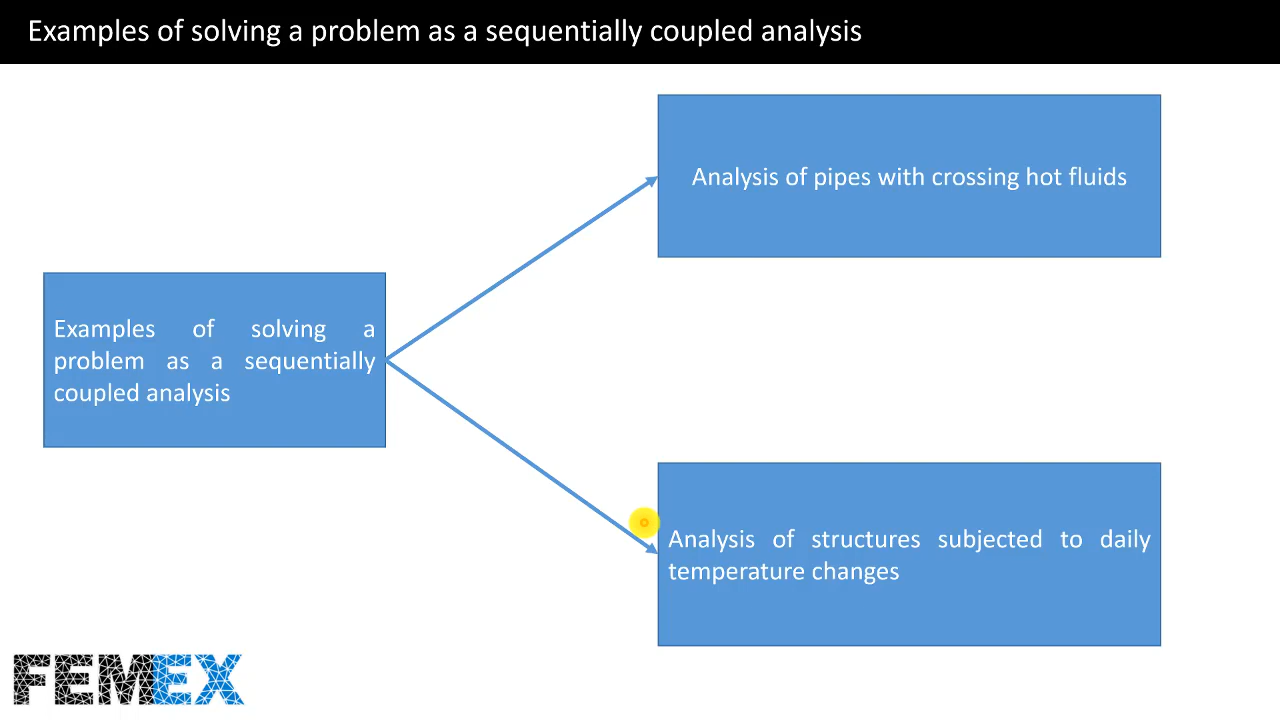 Examples of solving a problem as a sequentially coupled analysis
Analysis of pipes with crossing hot fluids
Examples of solving a
problem as a sequentially
coupled analysis
Analysis of structures subjected to daily
temperature changes
FEMEX